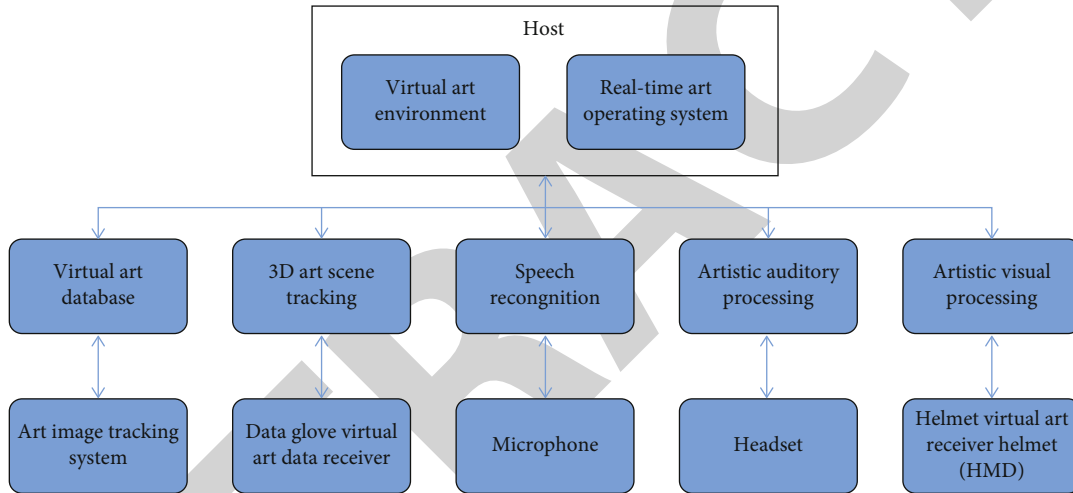 Host
Virtual art
environment
Real-time art
operating system
Virtual art
database
3D art scene
tracking
Speech
recongnition
Artistic auditory
processing
Artistic visual
processing
Art image tracking
system
Data glove virtual
art data receiver
Microphone
Headset
Helmet virtual art
receiver helmet
(HMD)